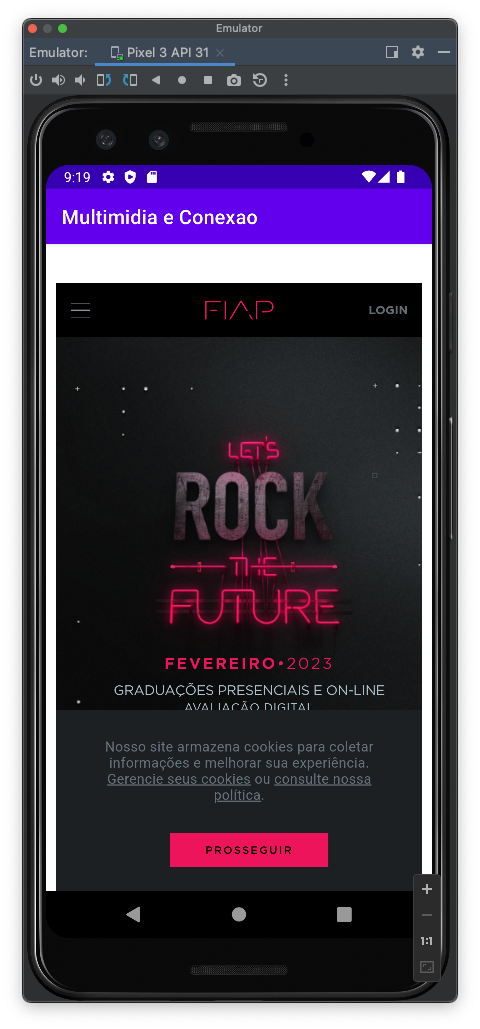 Emulator
Emulator:
Pixel 3 API 31
9:19
Multimidia e Conexao
FIAP
LOGIN
LET'S
ROCK
THE
FUTURE
FEVEREIRO•2023
GRADUAÇÕES PRESENCIAIS E ON-LINE
AVALIAÇÃO DIGITAL
Nosso site armazena cookies para coletar
informações e melhorar sua experiência.
Gerencie seus cookies ou consulte nossa
política.
PROSSEGUIR
1:1